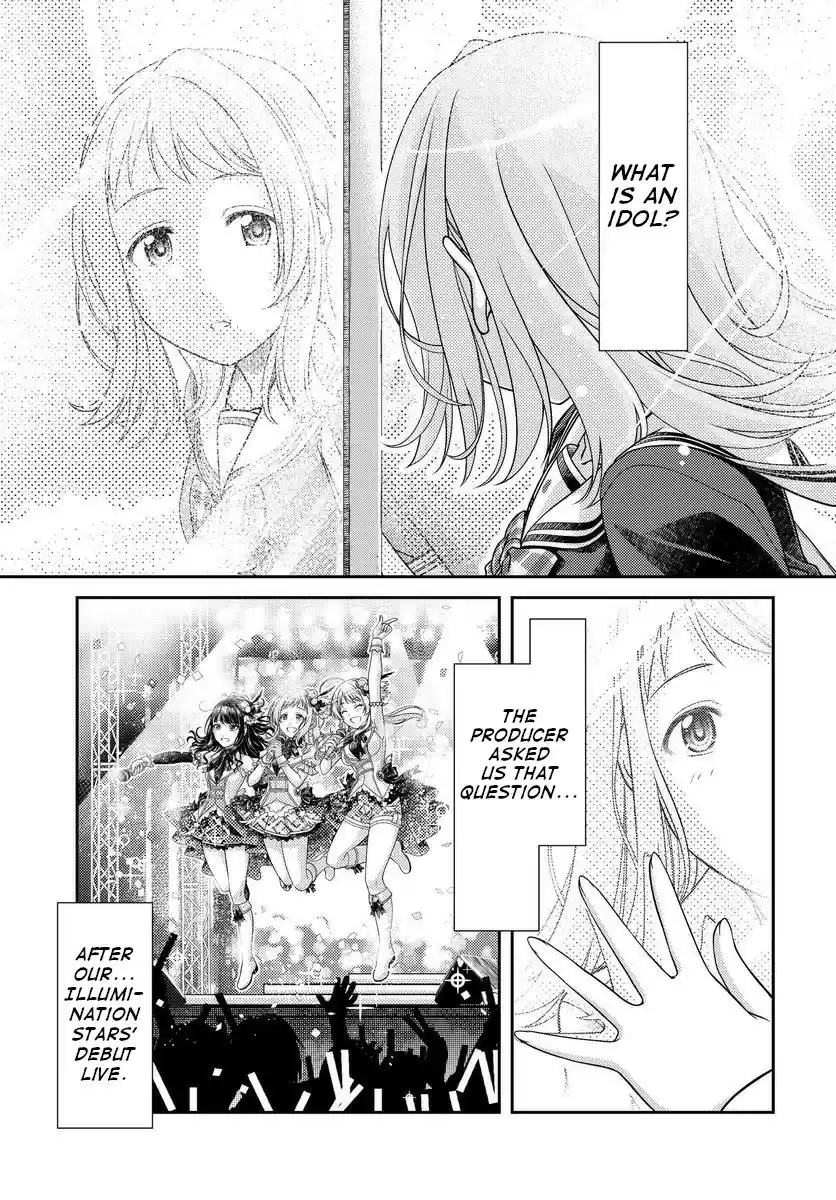 WHAT
IS AN
IDOL?
THE
PRODUCER
ASKED
US THAT
QUESTION...
AFTER
OUR...
ILLUMI-
NATION
STARS'
DEBUT
LIVE.